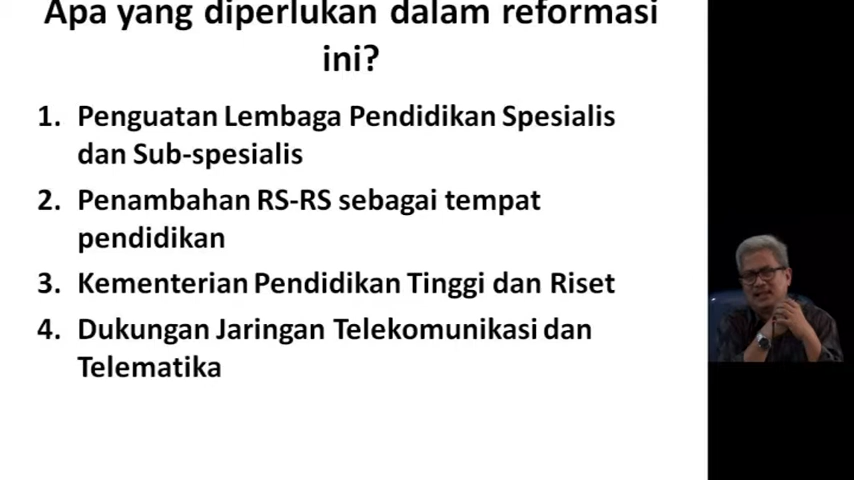 Apa yang diperlukan dalam reformasi
ini?
1. Penguatan Lembaga Pendidikan Spesialis
dan Sub-spesialis
2. Penambahan RS-RS sebagai tempat
pendidikan
3. Kementerian Pendidikan Tinggi dan Riset
4. Dukungan Jaringan Telekomunikasi dan
Telematika